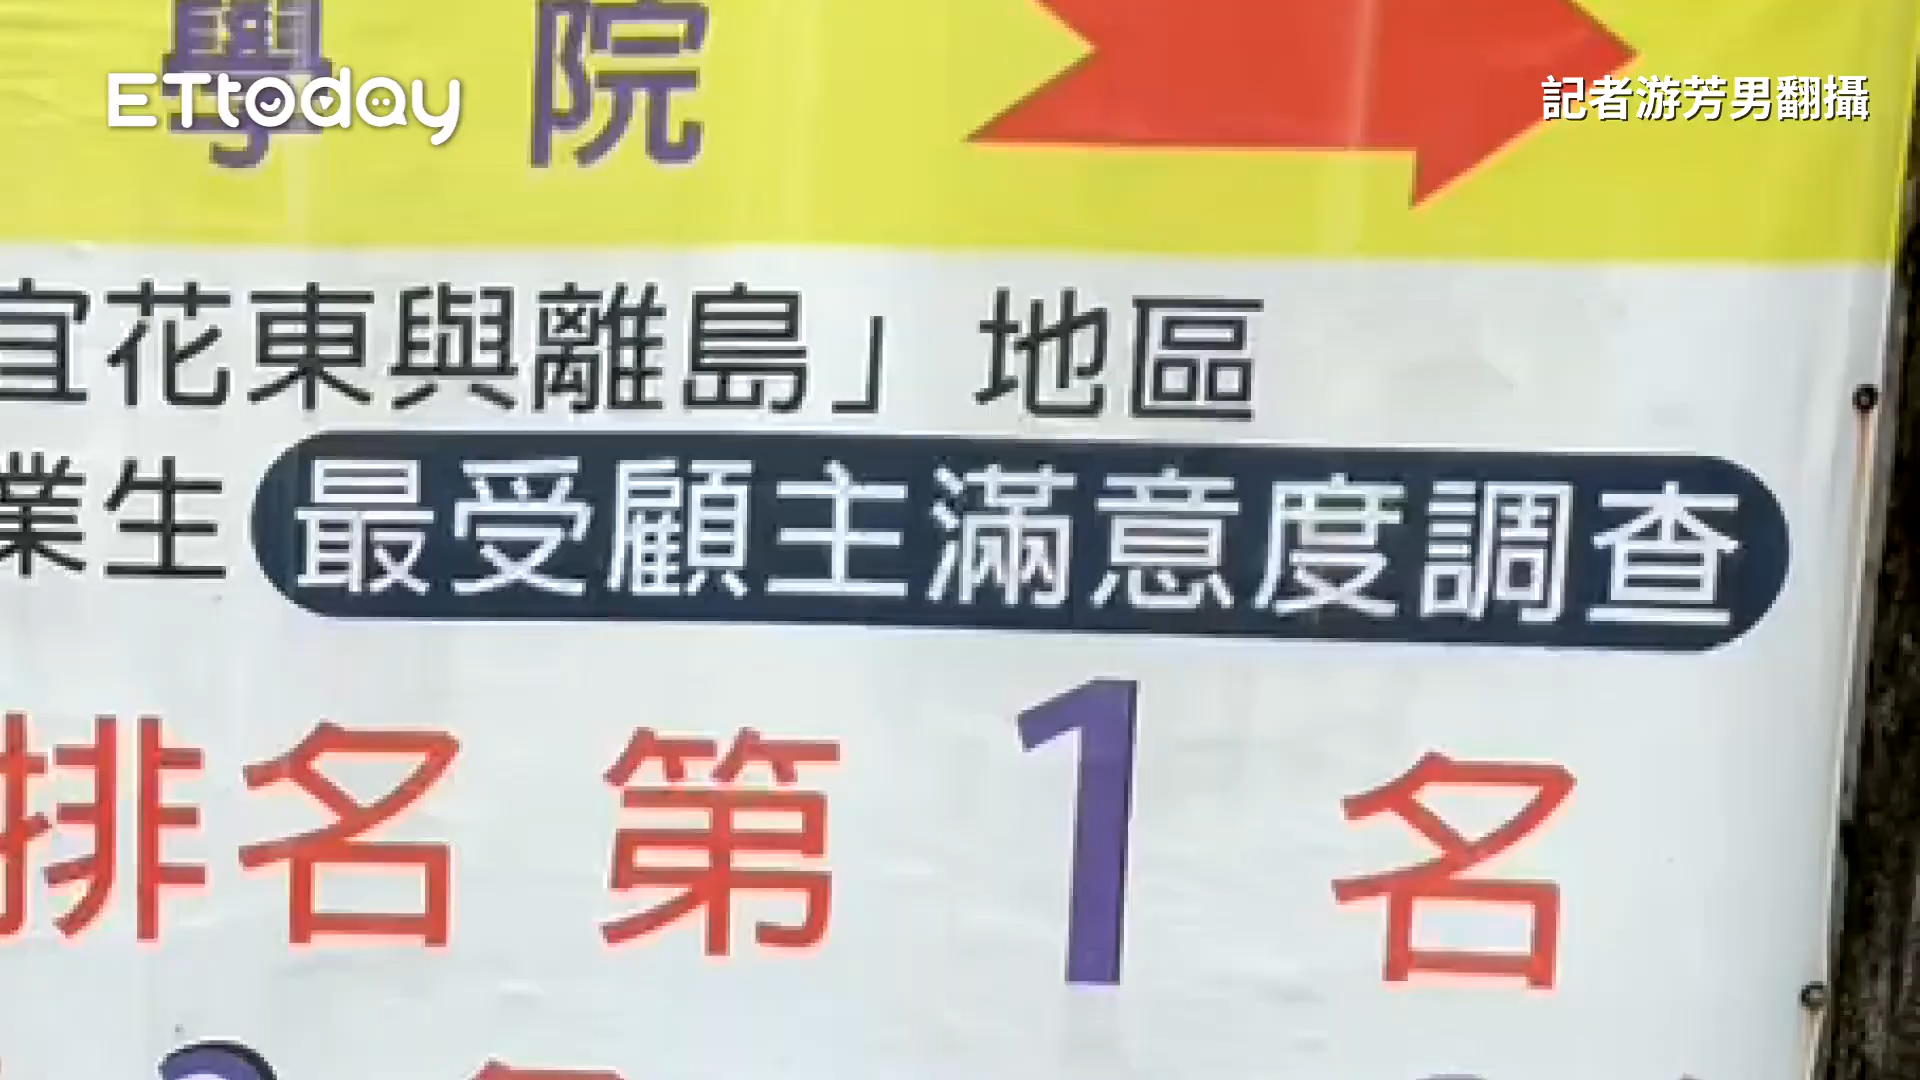 學院
ETtoday
記者游芳男翻攝
宜花東與離島」地區
業生 最受顧主滿意度調查
排名 第 1 名